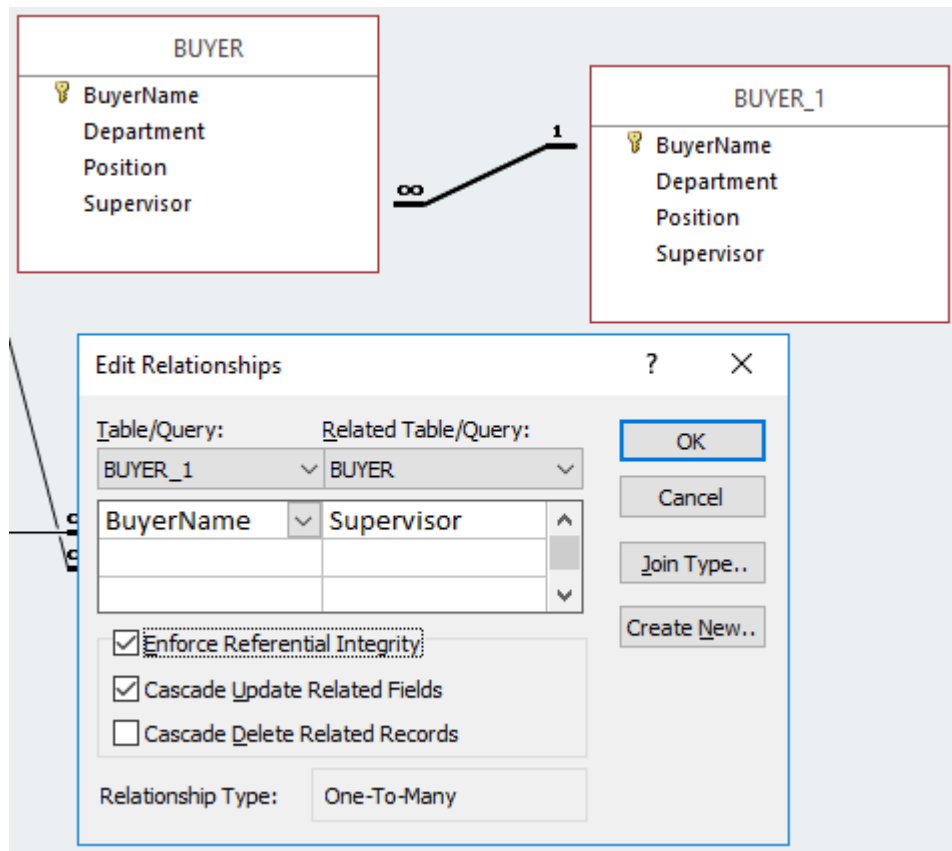 BUYER
BuyerName
Department
Position
Supervisor
∞
1
BUYER_1
BuyerName
Department
Position
Supervisor
Edit Relationships ? X
Table/Query: Related Table/Query:
BUYER_1 BUYER
BuyerName Supervisor
Enforce Referential Integrity
Cascade Update Related Fields
Cascade Delete Related Records
Relationship Type: One-To-Many
OK
Cancel
Join Type..
Create New..